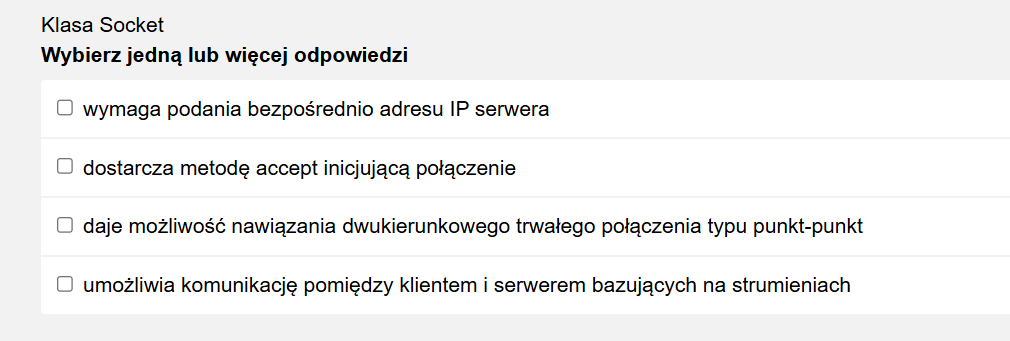 Klasa Socket
Wybierz jedną lub więcej odpowiedzi
wymaga podania bezpośrednio adresu IP serwera
dostarcza metodę accept inicjującą połączenie
daje możliwość nawiązania dwukierunkowego trwałego połączenia typu punkt-punkt
umożliwia komunikację pomiędzy klientem i serwerem bazujących na strumieniach